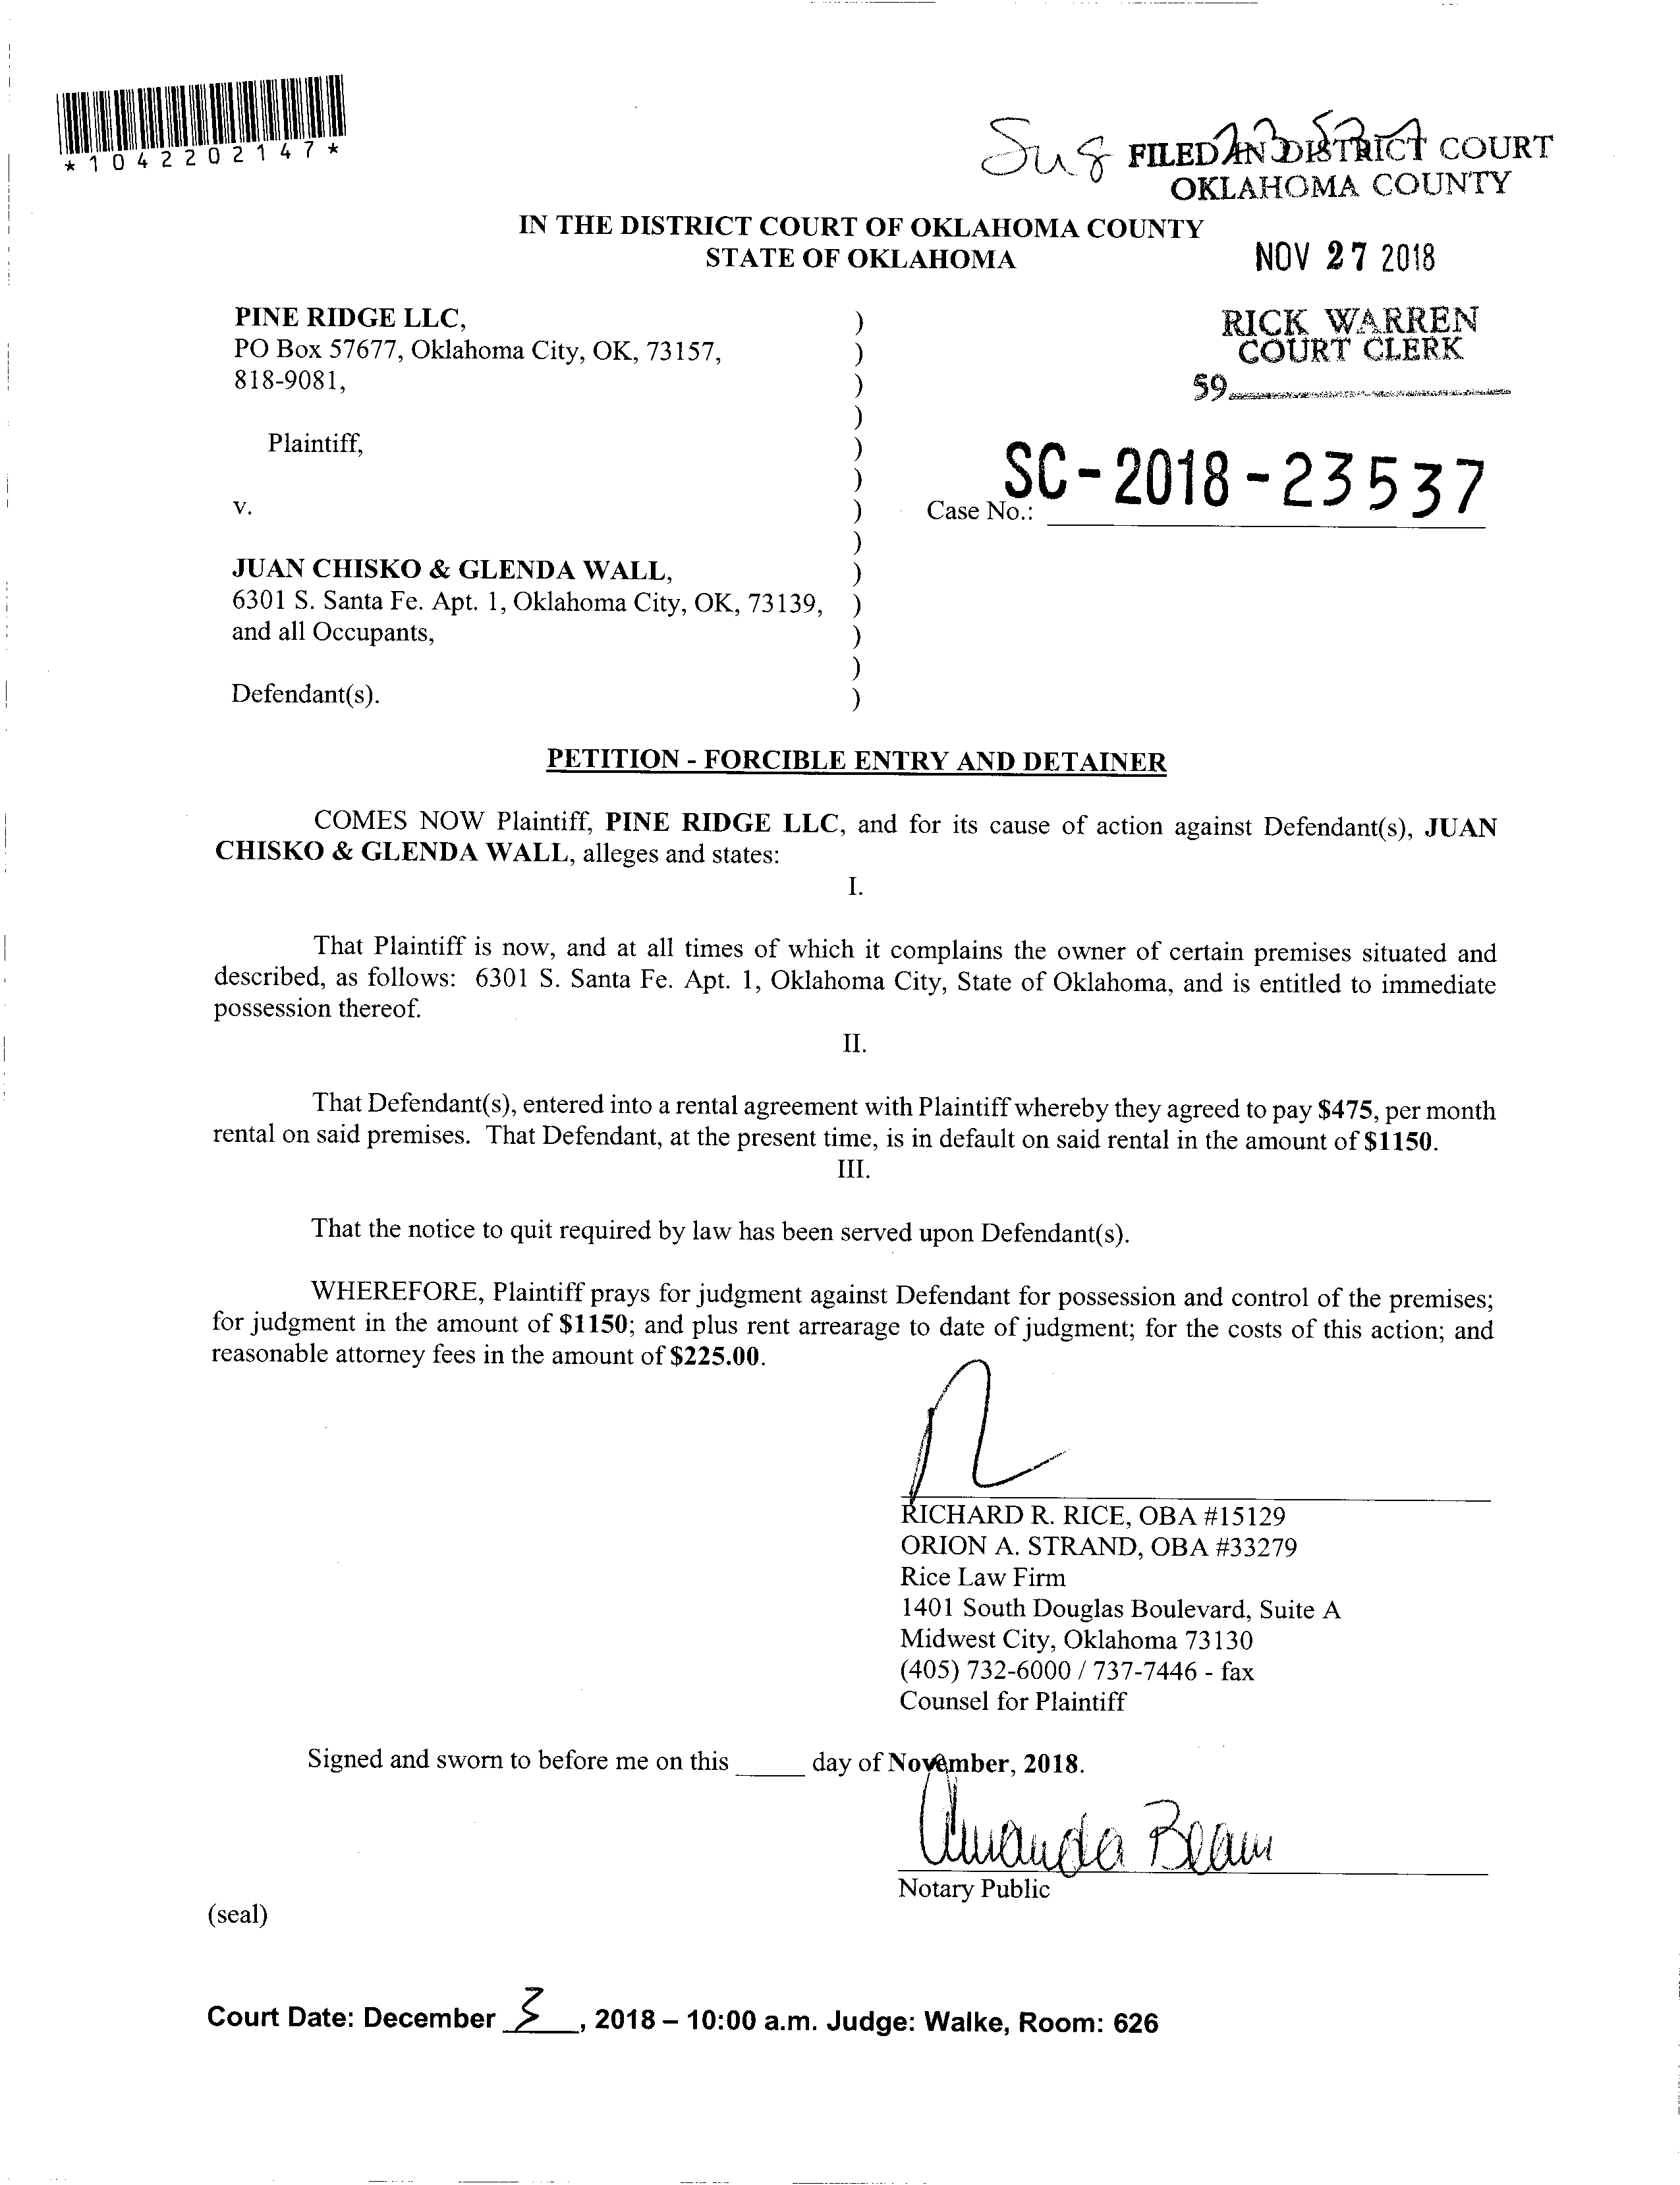 *1042202147*
FILED IN DISTRICT COURT
OKLAHOMA COUNTY
IN THE DISTRICT COURT OF OKLAHOMA COUNTY
STATE OF OKLAHOMA
NOV 27 2018
PINE RIDGE LLC,
PO Box 57677, Oklahoma City, OK, 73157,
818-9081,
Plaintiff,
v.
JUAN CHISKO & GLENDA WALL,
6301 S. Santa Fe. Apt. 1, Oklahoma City, OK, 73139,
and all Occupants,
Defendant(s).
)
)
)
)
)
)
)
)
)
)
)
)
)
RICK WARREN
COURT CLERK
59
SC-2018-23537
Case No.:
PETITION - FORCIBLE ENTRY AND DETAINER
COMES NOW Plaintiff, PINE RIDGE LLC, and for its cause of action against Defendant(s), JUAN
CHISKO & GLENDA WALL, alleges and states:
I.
That Plaintiff is now, and at all times of which it complains the owner of certain premises situated and
described, as follows: 6301 S. Santa Fe. Apt. 1, Oklahoma City, State of Oklahoma, and is entitled to immediate
possession thereof.
II.
That Defendant(s), entered into a rental agreement with Plaintiff whereby they agreed to pay $475, per month
rental on said premises. That Defendant, at the present time, is in default on said rental in the amount of $1150.
III.
That the notice to quit required by law has been served upon Defendant(s).
WHEREFORE, Plaintiff prays for judgment against Defendant for possession and control of the premises;
for judgment in the amount of $1150; and plus rent arrearage to date of judgment; for the costs of this action; and
reasonable attorney fees in the amount of $225.00.
RICHARD R. RICE, OBA #15129
ORION A. STRAND, OBA #33279
Rice Law Firm
1401 South Douglas Boulevard, Suite A
Midwest City, Oklahoma 73130
(405) 732-6000 / 737-7446 - fax
Counsel for Plaintiff
Signed and sworn to before me on this _____ day of November, 2018.
Amanda Beam
Notary Public
(seal)
Court Date: December 3, 2018 – 10:00 a.m. Judge: Walke, Room: 626